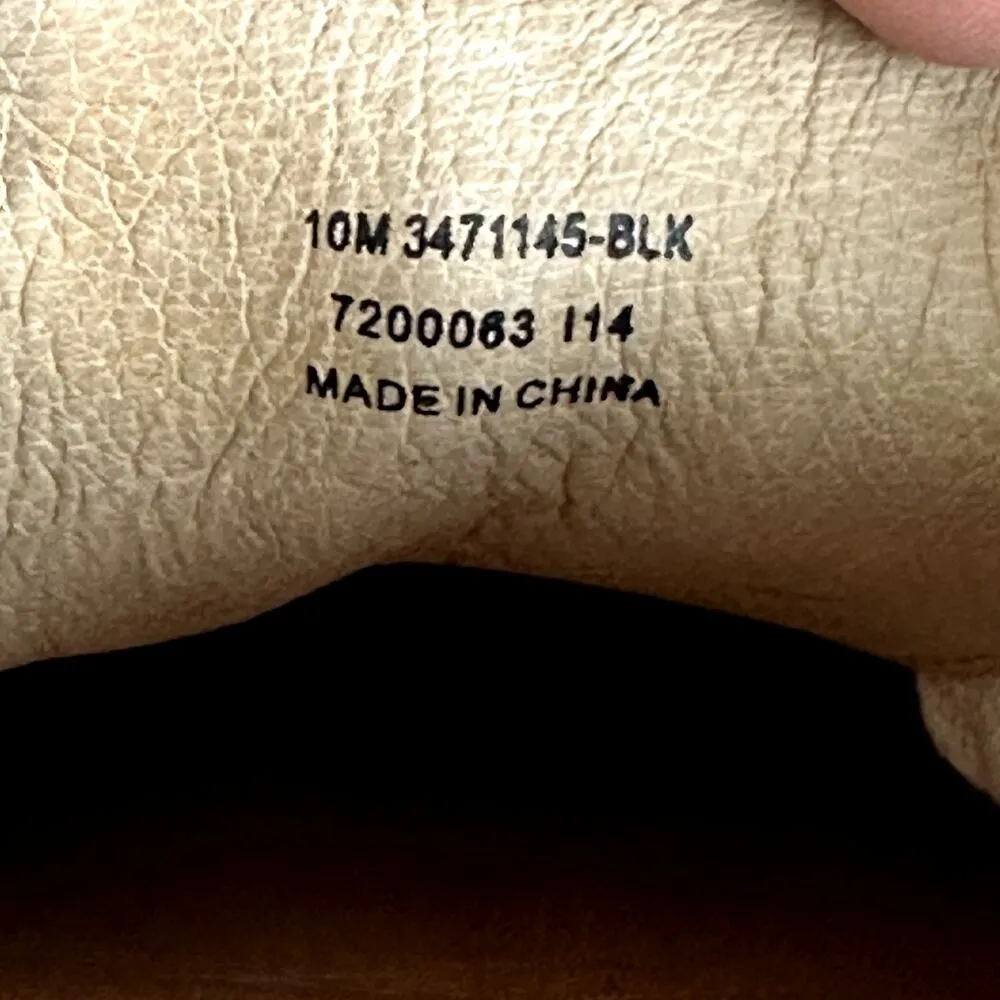 10M 3471145-BLK
7200063 I14
MADE IN CHINA